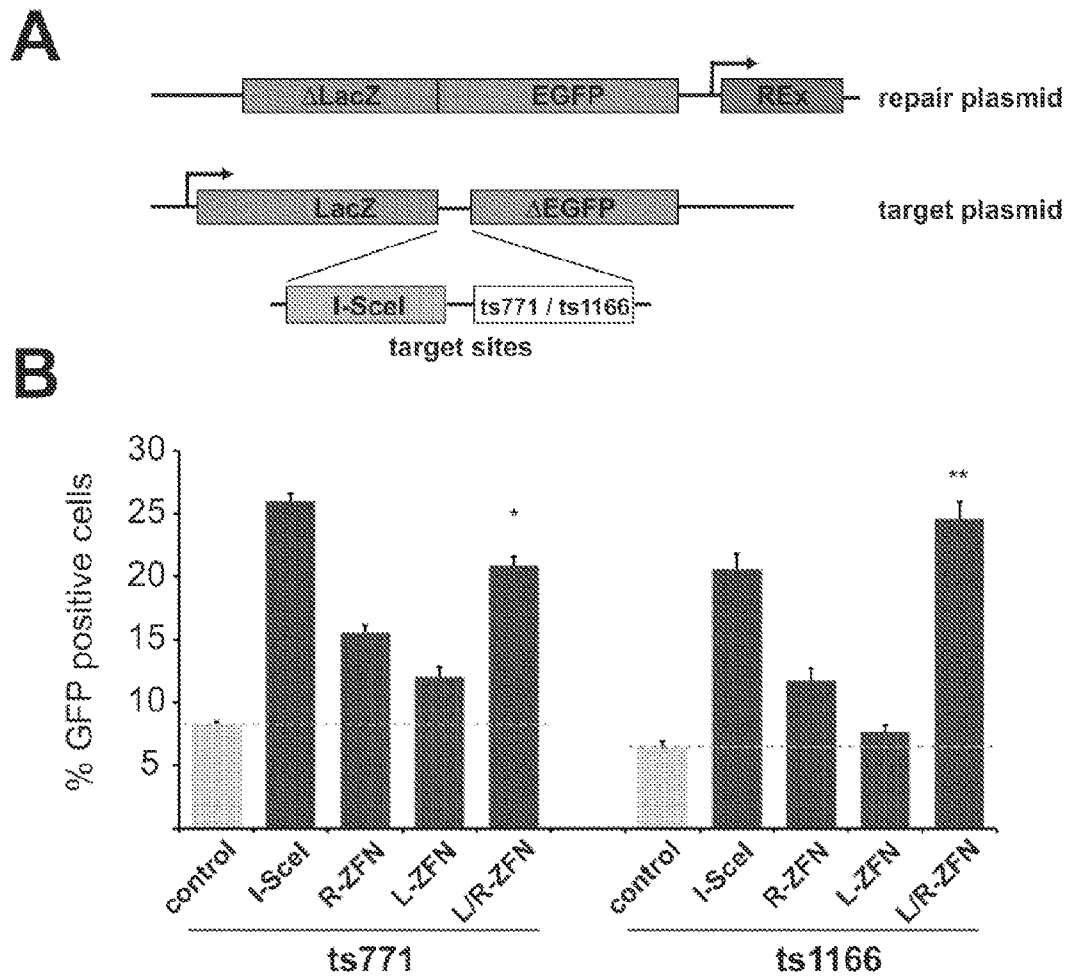 A
ΔLacZ EGFP REx repair plasmid
LacZ ΔEGFP target plasmid
I-SceI ts771 / ts1166
target sites
B
% GFP positive cells
30
25
20
15
10
5
* **
control I-SceI R-ZFN L-ZFN L/R-ZFN control I-SceI R-ZFN L-ZFN L/R-ZFN
ts771 ts1166